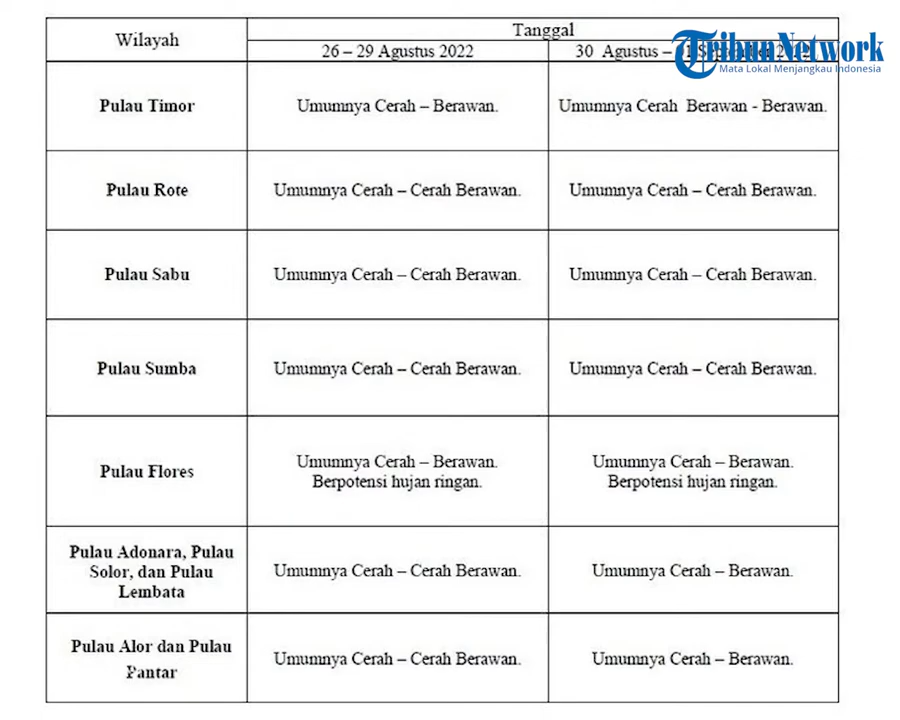 Wilayah
Tanggal
26 – 29 Agustus 2022
30 Agustus –
TribunNetwork
Mata Lokal Menjangkau Indonesia
Pulau Timor
Umumnya Cerah – Berawan.
Umumnya Cerah Berawan - Berawan.
Pulau Rote
Umumnya Cerah – Cerah Berawan.
Umumnya Cerah – Cerah Berawan.
Pulau Sabu
Umumnya Cerah – Cerah Berawan.
Umumnya Cerah – Cerah Berawan.
Pulau Sumba
Umumnya Cerah – Cerah Berawan.
Umumnya Cerah – Cerah Berawan.
Pulau Flores
Umumnya Cerah – Berawan.
Berpotensi hujan ringan.
Umumnya Cerah – Berawan.
Berpotensi hujan ringan.
Pulau Adonara, Pulau
Solor, dan Pulau
Lembata
Umumnya Cerah – Cerah Berawan.
Umumnya Cerah – Berawan.
Pulau Alor dan Pulau
Pantar
Umumnya Cerah – Cerah Berawan.
Umumnya Cerah – Berawan.